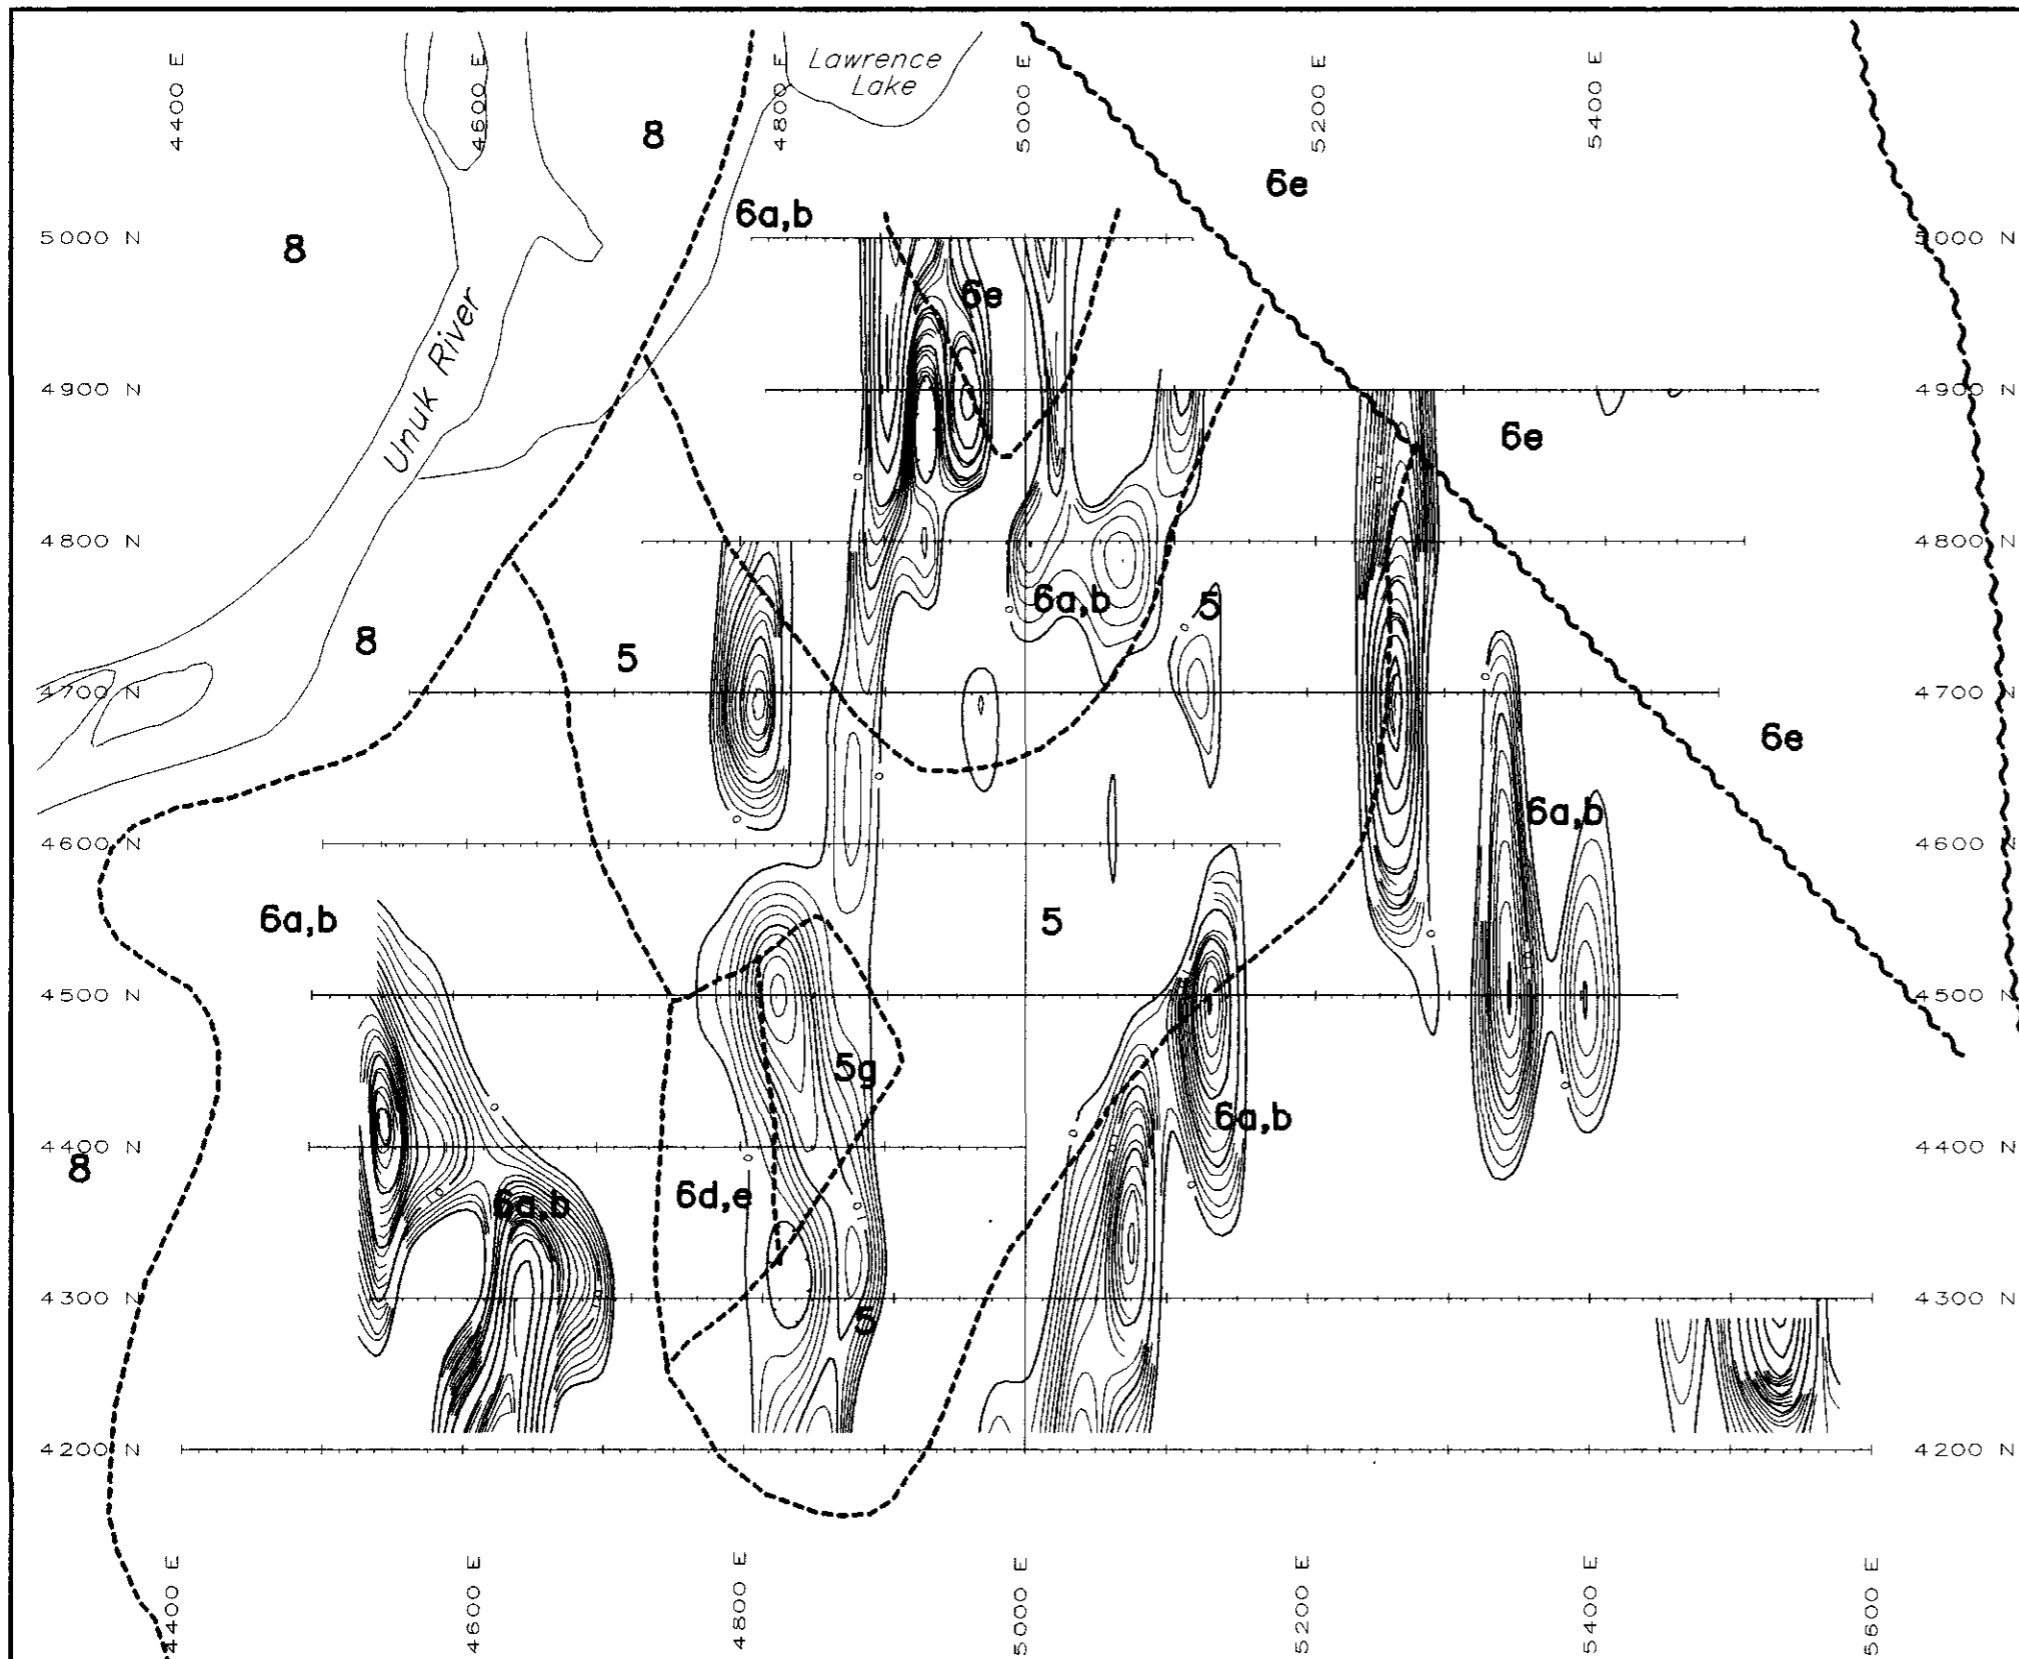 4400 E
4600 E
4800 E
Lawrence
Lake
5000 E
5200 E
5400 E
8
6e
6a,b
8
5000 N
5000 N
6e
Unuk River
4900 N
4900 N
6e
4800 N
4800 N
6a,b
5
8
5
4700 N
4700 N
6e
6a,b
4600 N
4600 N
6a,b
5
4500 N
4500 N
5g
6a,b
4400 N
4400 N
8
6d,e
6a,b
4300 N
4300 N
5
4200 N
4200 N
4400 E
4600 E
4800 E
5000 E
5200 E
5400 E
5600 E